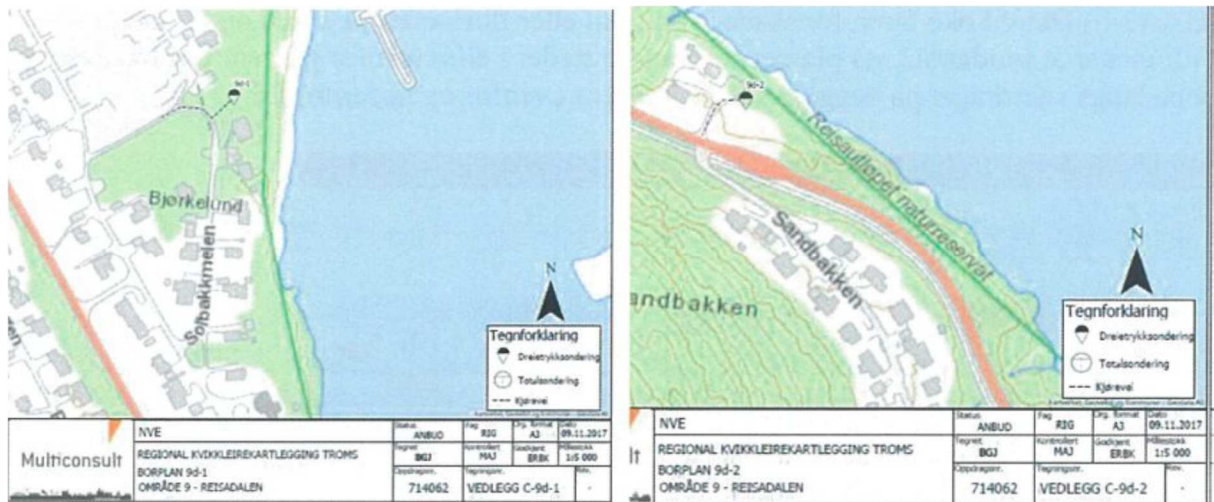 9d-1
Bjørkelund
Solbakkmelen
N
Tegnforklaring
Dreietrykksondering
Totalsondering
Kjørevei
Multiconsult
NVE
REGIONAL KVIKKLEIREKARTLEGGING TROMS
BORPLAN 9d-1
OMRÅDE 9 - REISADALEN
Status
ANBUD
Fag
RIG
Org. format
A3
Dato
09.11.2017
Tegnet
BGJ
Kontrollert
MAJ
Godkjent
ERBK
Målestokk
1:5 000
Oppdragsnr.
714062
Tegningsnr.
VEDLEGG C-9d-1
Rev.
-
9d-2
Reisautløpet naturreservat
Sandbakken
andbakken
N
Tegnforklaring
Dreietrykksondering
Totalsondering
Kjørevei
lt
NVE
REGIONAL KVIKKLEIREKARTLEGGING TROMS
BORPLAN 9d-2
OMRÅDE 9 - REISADALEN
Status
ANBUD
Fag
RIG
Org. format
A3
Dato
09.11.2017
Tegnet
BGJ
Kontrollert
MAJ
Godkjent
ERBK
Målestokk
1:5 000
Oppdragsnr.
714062
Tegningsnr.
VEDLEGG C-9d-2
Rev.
-